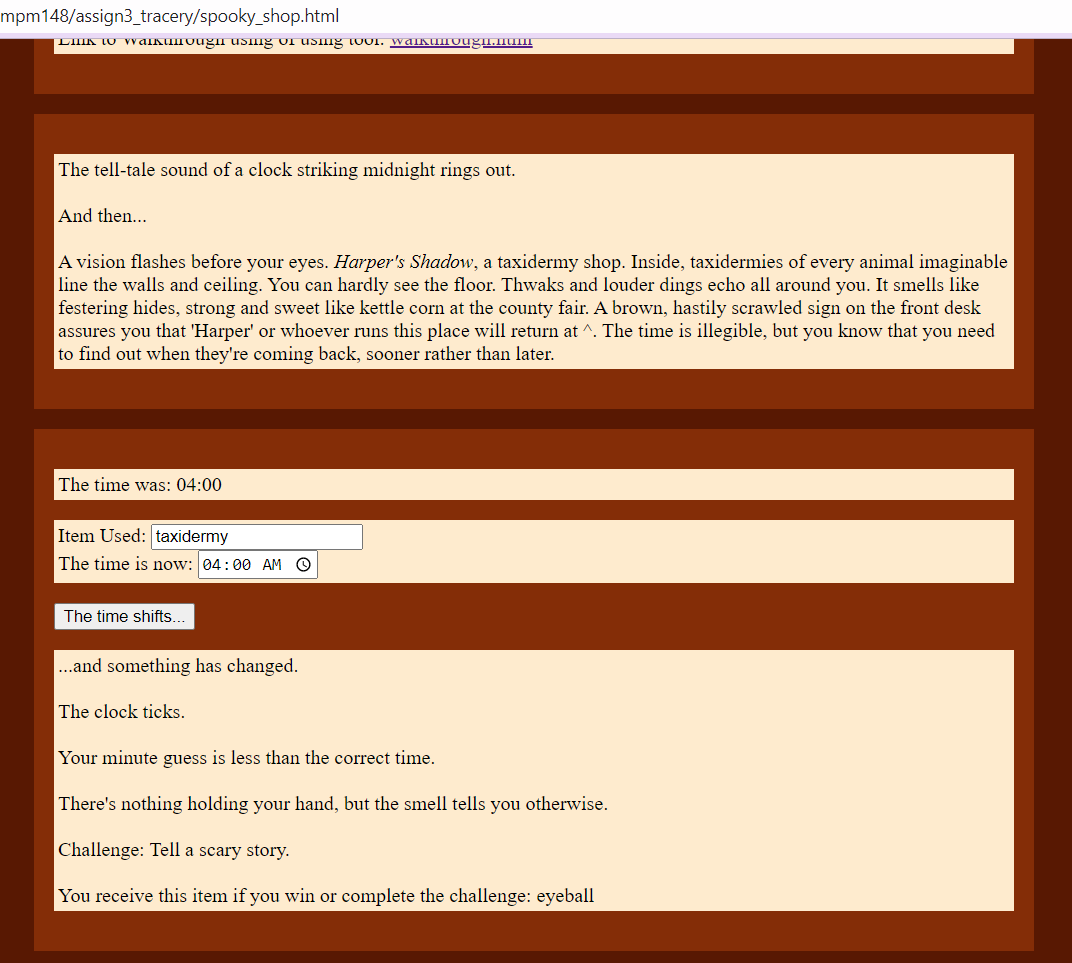 mpm148/assign3_tracery/spooky_shop.html
Link to Walkthrough using of using tool: walkthrough.html
The tell-tale sound of a clock striking midnight rings out.
And then...
A vision flashes before your eyes. Harper's Shadow, a taxidermy shop. Inside, taxidermies of every animal imaginable
line the walls and ceiling. You can hardly see the floor. Thwaks and louder dings echo all around you. It smells like
festering hides, strong and sweet like kettle corn at the county fair. A brown, hastily scrawled sign on the front desk
assures you that 'Harper' or whoever runs this place will return at ^. The time is illegible, but you know that you need
to find out when they're coming back, sooner rather than later.
The time was: 04:00
Item Used: taxidermy
The time is now: 04:00 AM
The time shifts...
...and something has changed.
The clock ticks.
Your minute guess is less than the correct time.
There's nothing holding your hand, but the smell tells you otherwise.
Challenge: Tell a scary story.
You receive this item if you win or complete the challenge: eyeball